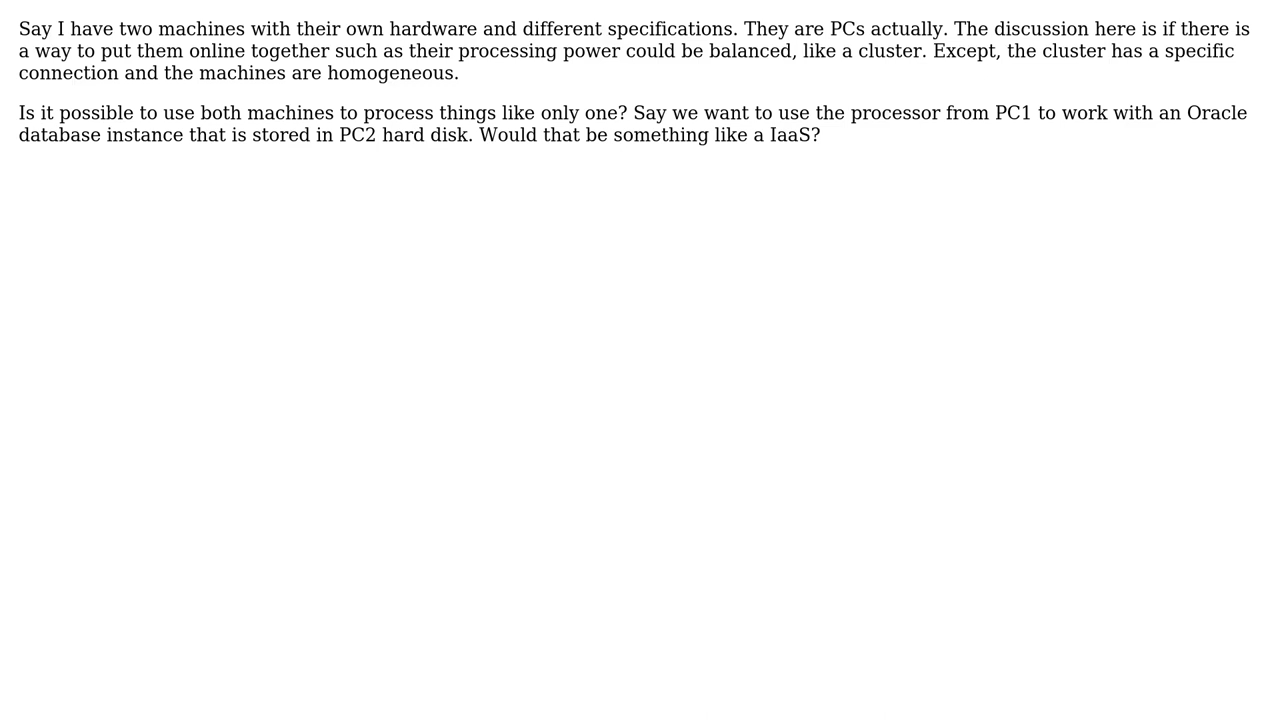 Say I have two machines with their own hardware and different specifications. They are PCs actually. The discussion here is if there is
a way to put them online together such as their processing power could be balanced, like a cluster. Except, the cluster has a specific
connection and the machines are homogeneous.
Is it possible to use both machines to process things like only one? Say we want to use the processor from PC1 to work with an Oracle
database instance that is stored in PC2 hard disk. Would that be something like a IaaS?